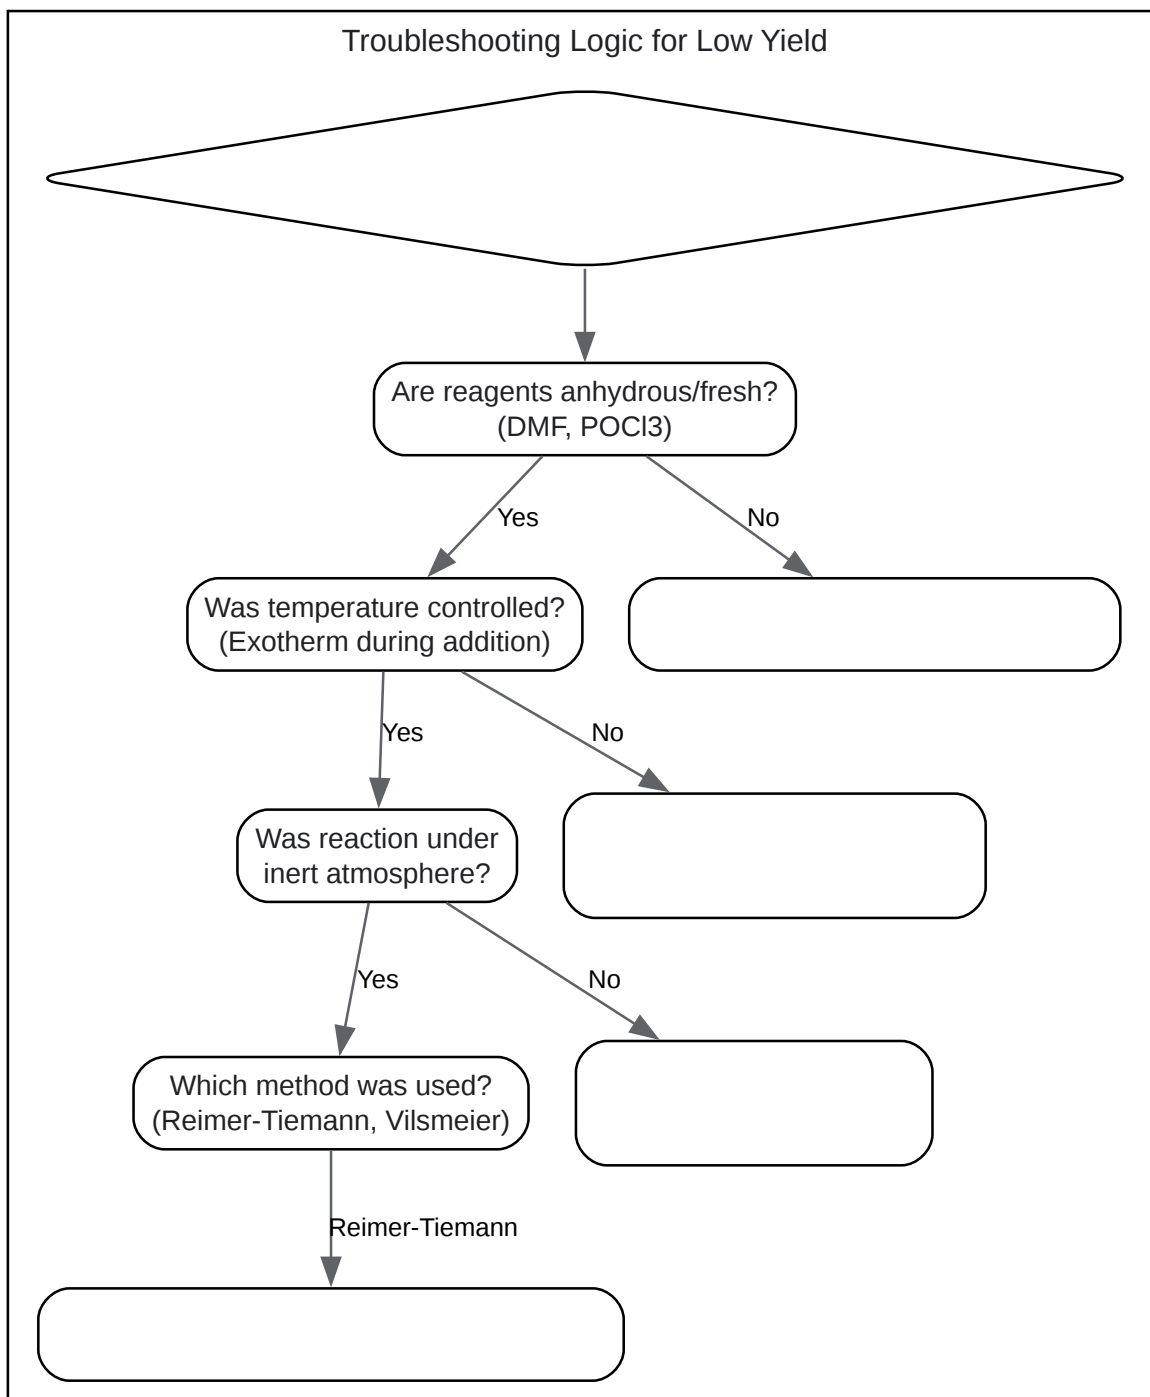 Troubleshooting Logic for Low Yield
Are reagents anhydrous/fresh?
(DMF, POCl3)
Yes
No
Was temperature controlled?
(Exotherm during addition)
Yes
No
Was reaction under
inert atmosphere?
Yes
No
Which method was used?
(Reimer-Tiemann, Vilsmeier)
Reimer-Tiemann